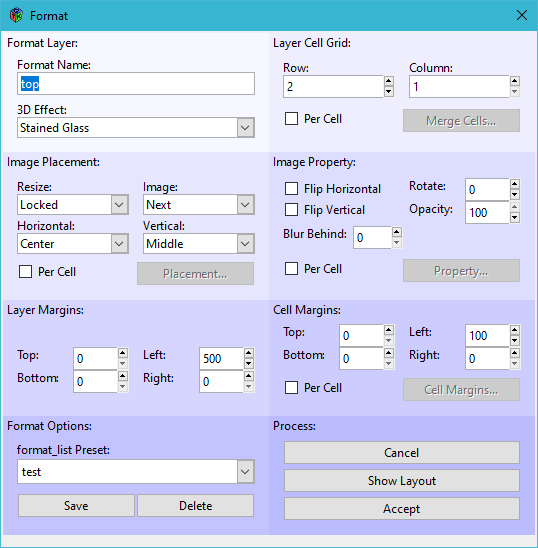 Format
Format Layer:
Format Name:
top
3D Effect:
Stained Glass
Layer Cell Grid:
Row: Column:
2 1
Per Cell Merge Cells...
Image Placement:
Resize: Image:
Locked Next
Horizontal: Vertical:
Center Middle
Per Cell Placement...
Image Property:
Flip Horizontal Rotate: 0
Flip Vertical Opacity: 100
Blur Behind: 0
Per Cell Property...
Layer Margins:
Top: 0 Left: 500
Bottom: 0 Right: 0
Cell Margins:
Top: 0 Left: 100
Bottom: 0 Right: 0
Per Cell Cell Margins...
Format Options:
format_list Preset:
test
Save Delete
Process:
Cancel
Show Layout
Accept